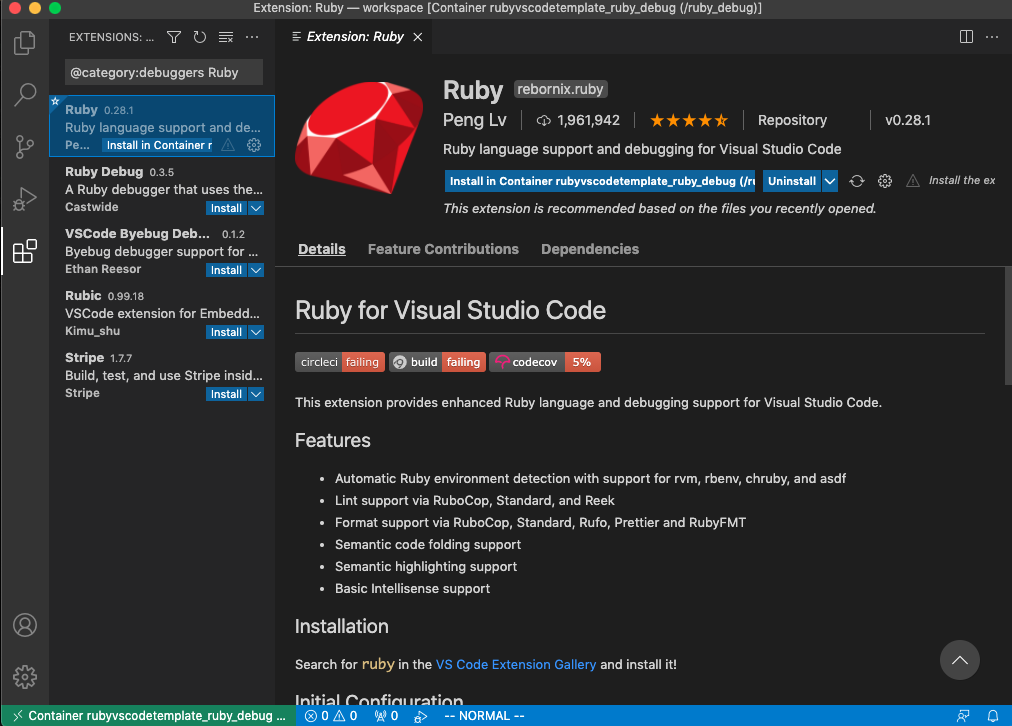 Extension: Ruby — workspace [Container rubyvscodetemplate_ruby_debug (/ruby_debug)]
EXTENSIONS: ...
@category:debuggers Ruby
Ruby 0.28.1
Ruby language support and de...
Pe... Install in Container r
Ruby Debug 0.3.5
A Ruby debugger that uses the...
Castwide Install
VSCode Byebug Deb... 0.1.2
Byebug debugger support for ...
Ethan Reesor Install
Rubic 0.99.18
VSCode extension for Embedd...
Kimu_shu Install
Stripe 1.7.7
Build, test, and use Stripe insid...
Stripe Install
Extension: Ruby
Ruby rebornix.ruby
Peng Lv 1,961,942 Repository v0.28.1
Ruby language support and debugging for Visual Studio Code
Install in Container rubyvscodetemplate_ruby_debug (/ru Uninstall Install the ex
This extension is recommended based on the files you recently opened.
Details Feature Contributions Dependencies
Ruby for Visual Studio Code
circleci failing build failing codecov 5%
This extension provides enhanced Ruby language and debugging support for Visual Studio Code.
Features
• Automatic Ruby environment detection with support for rvm, rbenv, chruby, and asdf
• Lint support via RuboCop, Standard, and Reek
• Format support via RuboCop, Standard, Rufo, Prettier and RubyFMT
• Semantic code folding support
• Semantic highlighting support
• Basic Intellisense support
Installation
Search for ruby in the VS Code Extension Gallery and install it!
Initial Configuration
Container rubyvscodetemplate_ruby_debug ... 0 0 0 -- NORMAL --